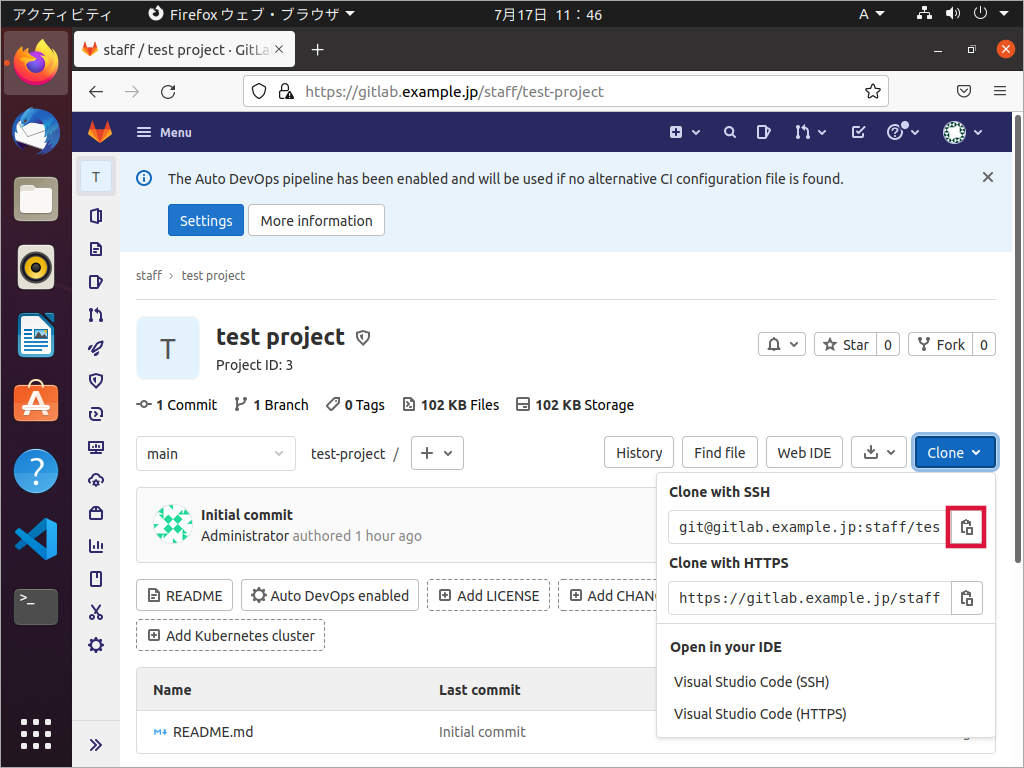 アクティビティ Firefox ウェブ・ブラウザ 7月17日 11：46 A
staff / test project · GitLa
https://gitlab.example.jp/staff/test-project
Menu
T
The Auto DevOps pipeline has been enabled and will be used if no alternative CI configuration file is found.
Settings More information
staff › test project
T
test project
Project ID: 3
Star 0 Fork 0
1 Commit 1 Branch 0 Tags 102 KB Files 102 KB Storage
main test-project / + History Find file Web IDE Clone
Clone with SSH
git@gitlab.example.jp:staff/tes
Clone with HTTPS
https://gitlab.example.jp/staff
Open in your IDE
Visual Studio Code (SSH)
Visual Studio Code (HTTPS)
Initial commit
Administrator authored 1 hour ago
README Auto DevOps enabled Add LICENSE Add CHAN
Add Kubernetes cluster
Name Last commit
README.md Initial commit